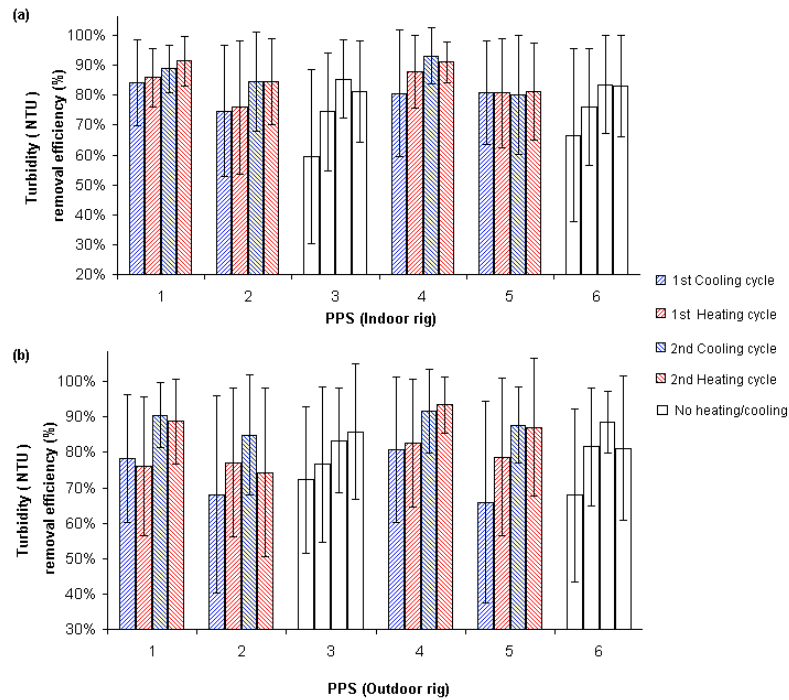 (a)
Turbidity ( NTU )
removal efficiency (%)
100%
90%
80%
70%
60%
50%
40%
30%
20%
1 2 3 4 5 6
PPS (Indoor rig)
1st Cooling cycle
1st Heating cycle
2nd Cooling cycle
2nd Heating cycle
No heating/cooling
(b)
Turbidity ( NTU )
removal efficiency (%)
100%
90%
80%
70%
60%
50%
40%
30%
1 2 3 4 5 6
PPS (Outdoor rig)